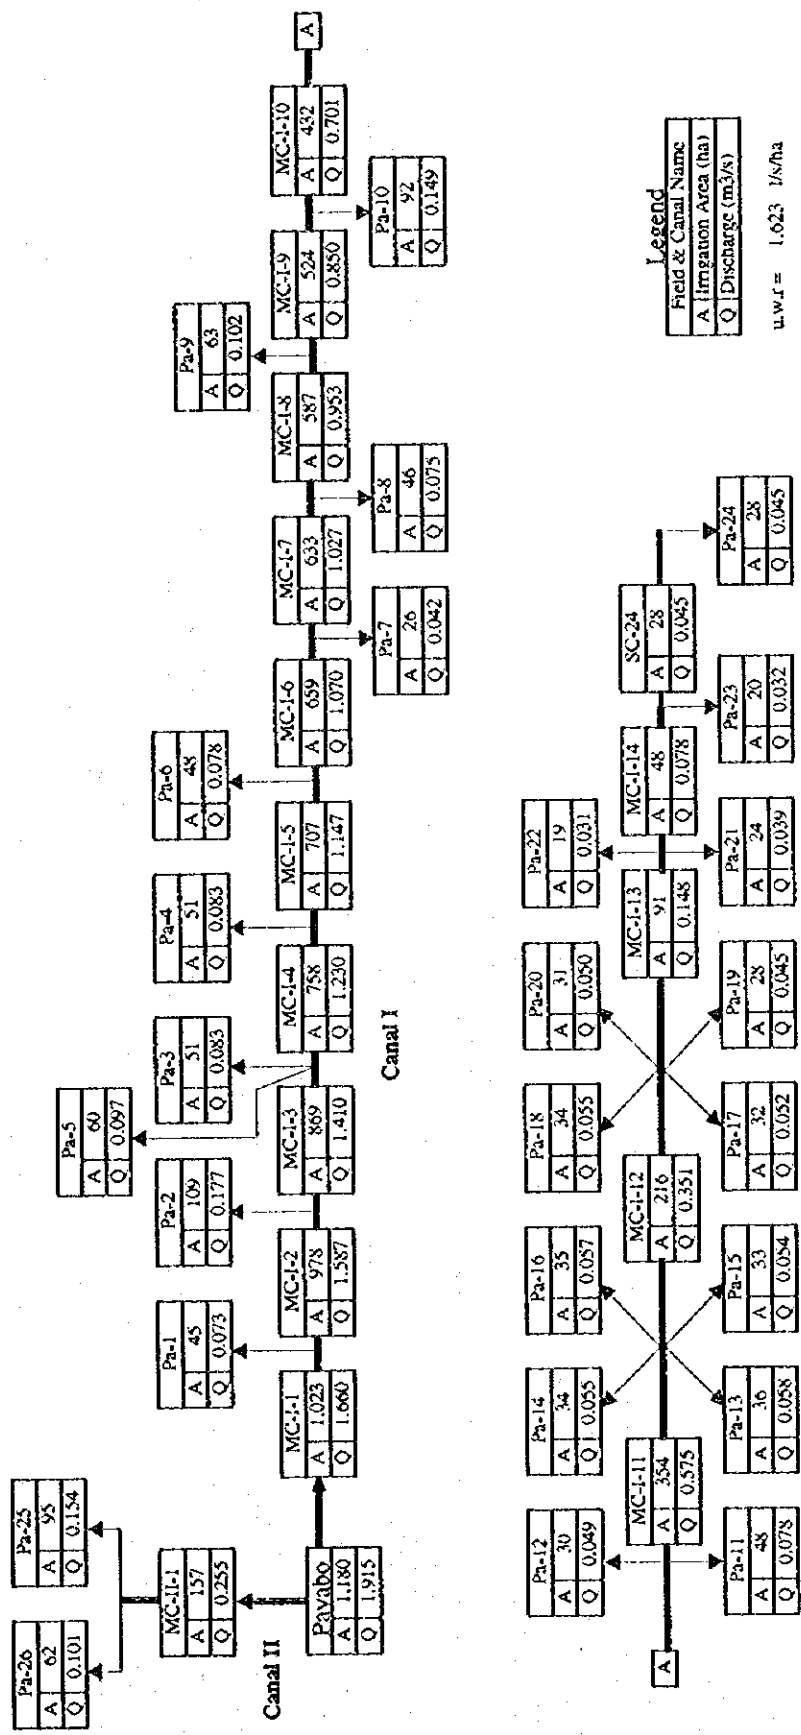 Pa-26
A 62
Q 0.101
Pa-25
A 95
Q 0.154
MC-II-1
A 157
Q 0.255
Canal II
Pavabo
A 1.180
Q 1.915
MC-I-1
A 1.023
Q 1.660
Pa-1
A 45
Q 0.073
MC-I-2
A 978
Q 1.587
Pa-2
A 109
Q 0.177
MC-I-3
A 869
Q 1.410
Pa-5
A 60
Q 0.097
Pa-3
A 51
Q 0.083
MC-I-4
A 758
Q 1.230
Canal I
Pa-4
A 51
Q 0.083
MC-I-5
A 707
Q 1.147
Pa-6
A 48
Q 0.078
MC-I-6
A 659
Q 1.070
Pa-7
A 26
Q 0.042
MC-I-7
A 633
Q 1.027
Pa-8
A 46
Q 0.075
MC-I-8
A 587
Q 0.953
Pa-9
A 63
Q 0.102
MC-I-9
A 524
Q 0.850
Pa-10
A 92
Q 0.149
MC-I-10
A 432
Q 0.701
A
A
Pa-12
A 30
Q 0.049
Pa-11
A 48
Q 0.078
MC-I-11
A 354
Q 0.575
Pa-14
A 34
Q 0.055
Pa-13
A 36
Q 0.058
Pa-16
A 35
Q 0.057
Pa-15
A 33
Q 0.054
MC-I-12
A 216
Q 0.351
Pa-18
A 34
Q 0.055
Pa-17
A 32
Q 0.052
Pa-20
A 31
Q 0.050
Pa-19
A 28
Q 0.045
MC-I-13
A 91
Q 0.148
Pa-22
A 19
Q 0.031
Pa-21
A 24
Q 0.039
MC-I-14
A 48
Q 0.078
Pa-23
A 20
Q 0.032
SC-24
A 28
Q 0.045
Pa-24
A 28
Q 0.045
Legend
Field & Canal Name
A Irrigation Area (ha)
Q Discharge (m3/s)
u.w.r = 1.623 l/s/ha